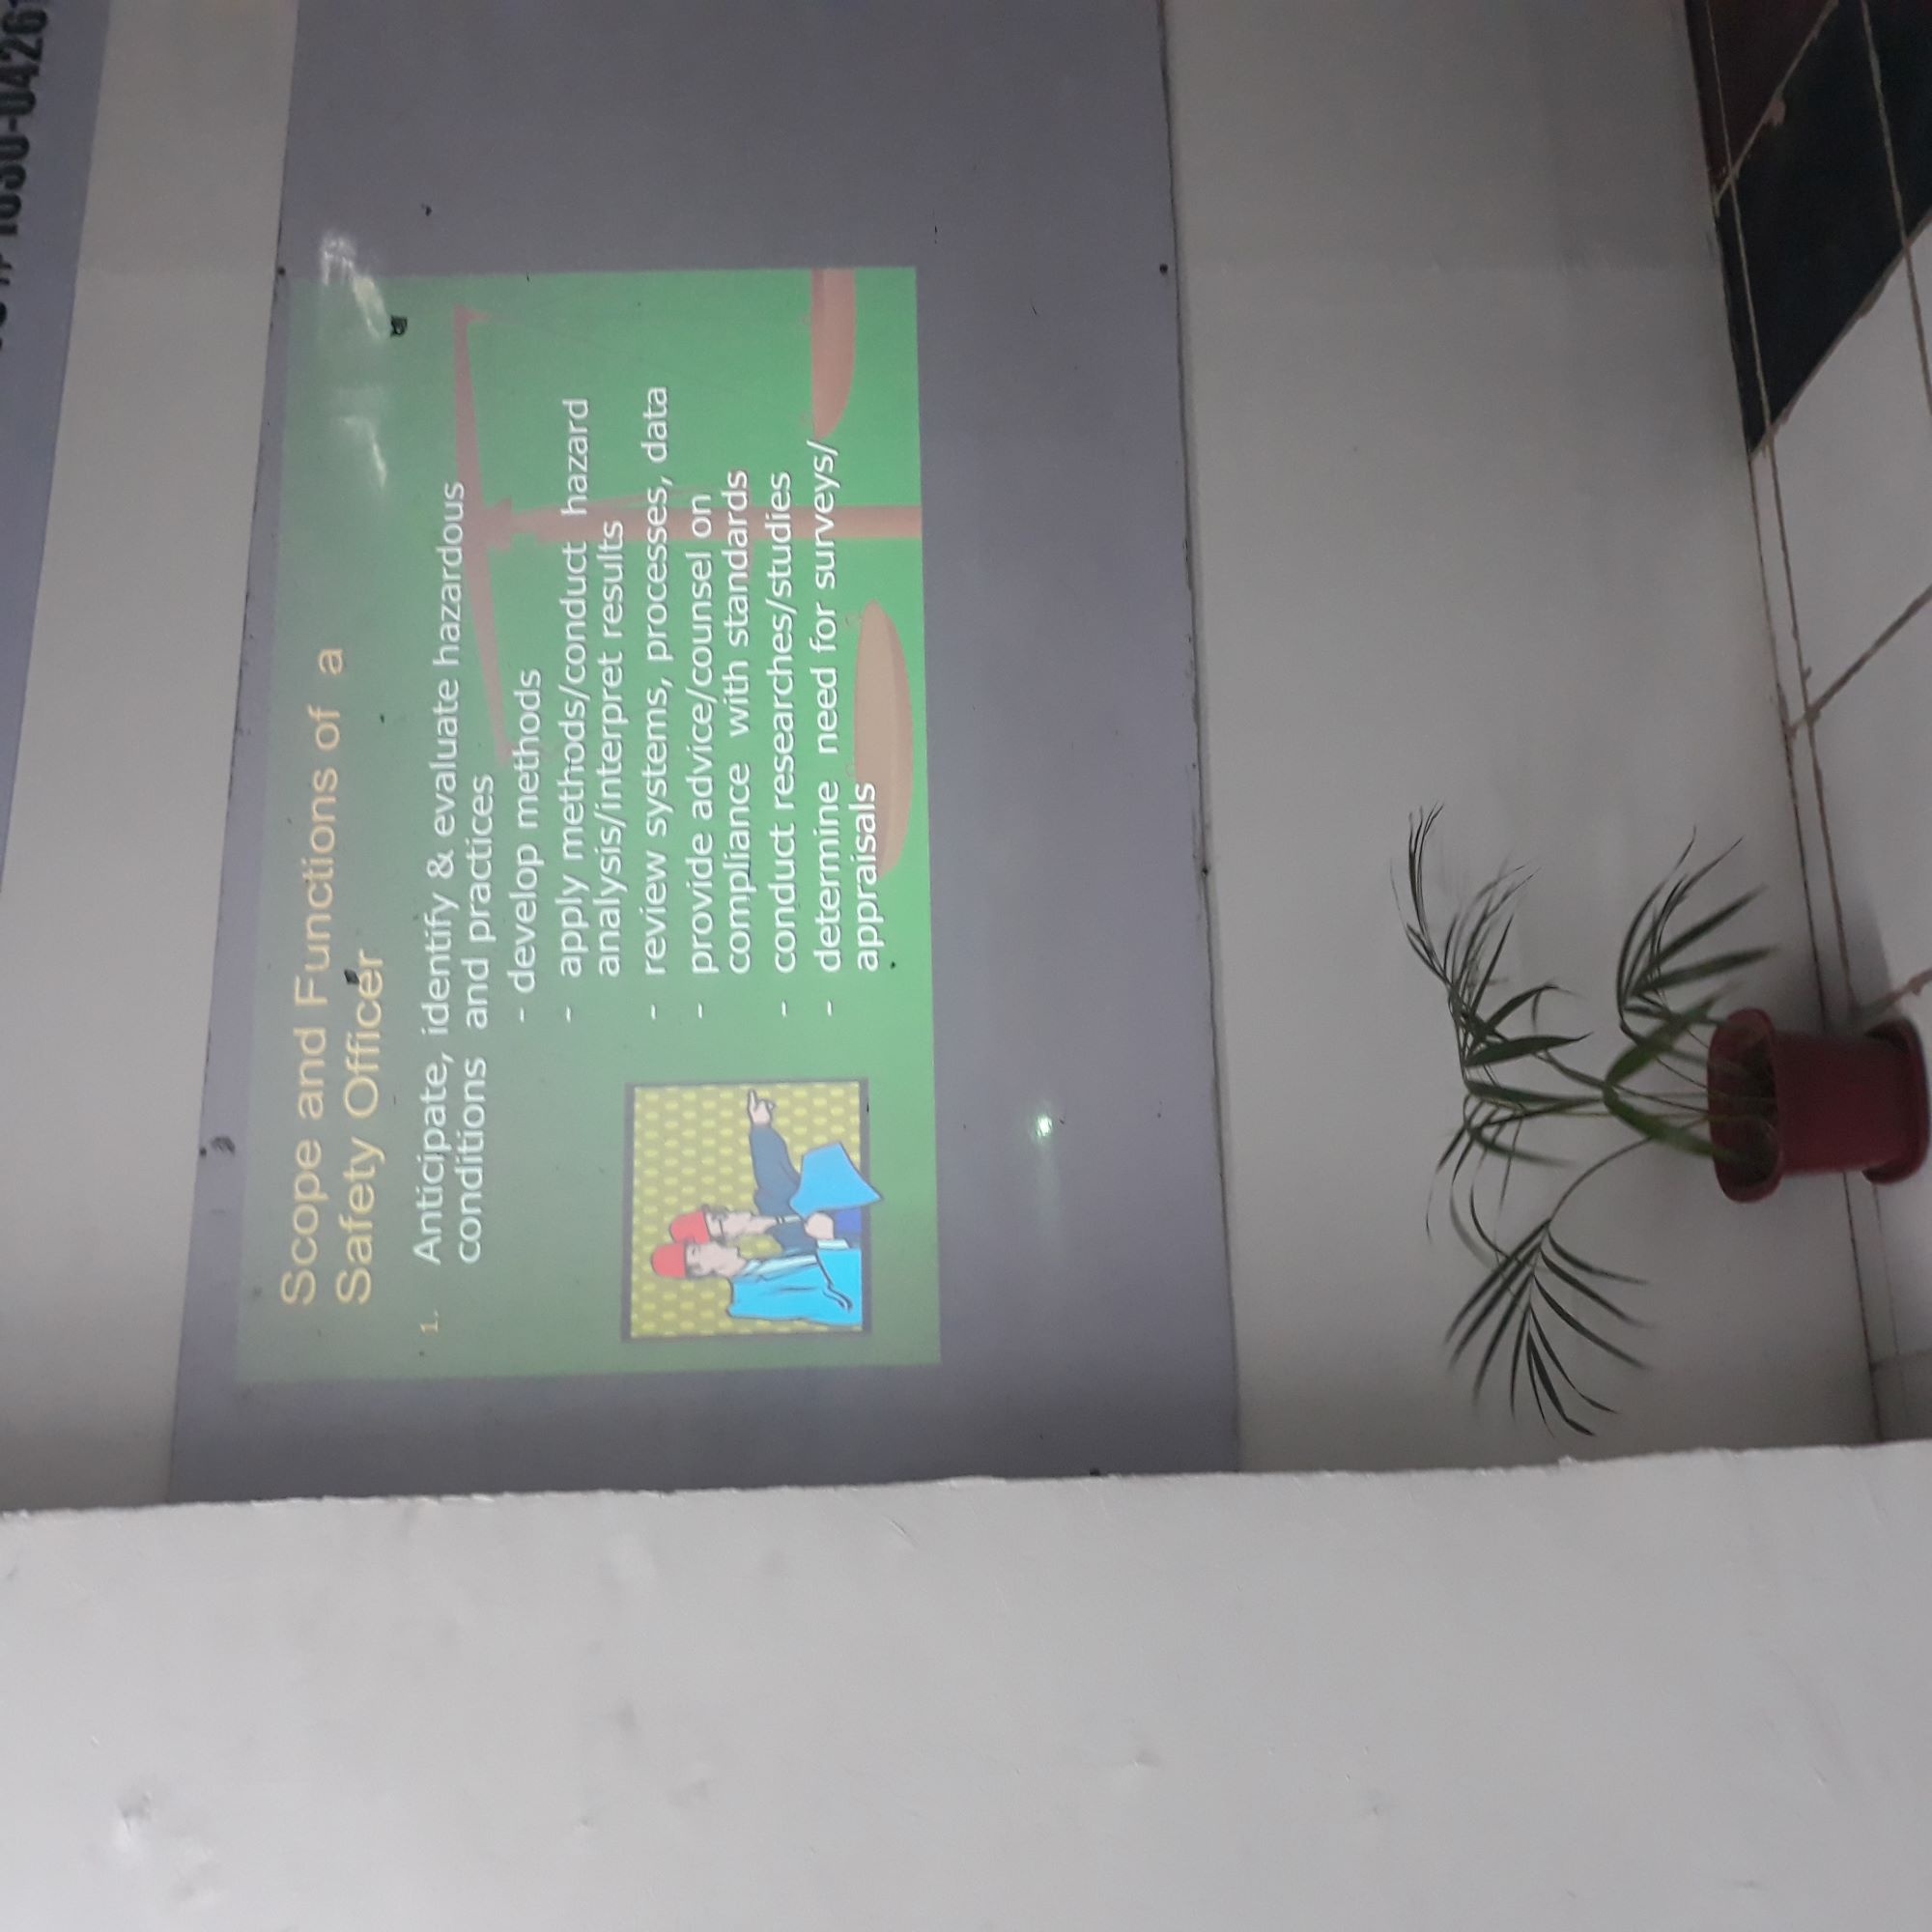 1030-0426
Scope and Functions of a
Safety Officer
1. Anticipate, identify & evaluate hazardous
conditions and practices
- develop methods
- apply methods/conduct hazard
analysis/interpret results
- review systems, processes, data
- provide advice/counsel on
compliance with standards
- conduct researches/studies
- determine need for surveys/
appraisals